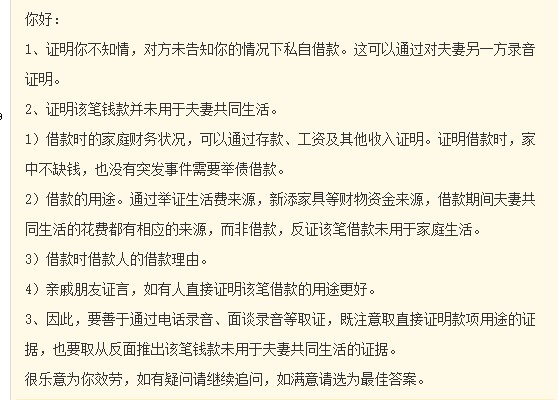 你好：
1、证明你不知情，对方未告知你的情况下私自借款。这可以通过对夫妻另一方录音
证明。
2、证明该笔钱款并未用于夫妻共同生活。
1）借款时的家庭财务状况，可以通过存款、工资及其他收入证明。证明借款时，家
中不缺钱，也没有突发事件需要举债借款。
2）借款的用途。通过举证生活费来源，新添家具等财物资金来源，借款期间夫妻共
同生活的花费都有相应的来源，而非借款，反证该笔借款未用于家庭生活。
3）借款时借款人的借款理由。
4）亲戚朋友证言，如有人直接证明该笔借款的用途更好。
3、因此，要善于通过电话录音、面谈录音等取证，既注意取直接证明款项用途的证
据，也要取从反面推出该笔钱款未用于夫妻共同生活的证据。
很乐意为你效劳，如有疑问请继续追问，如满意请选为最佳答案。